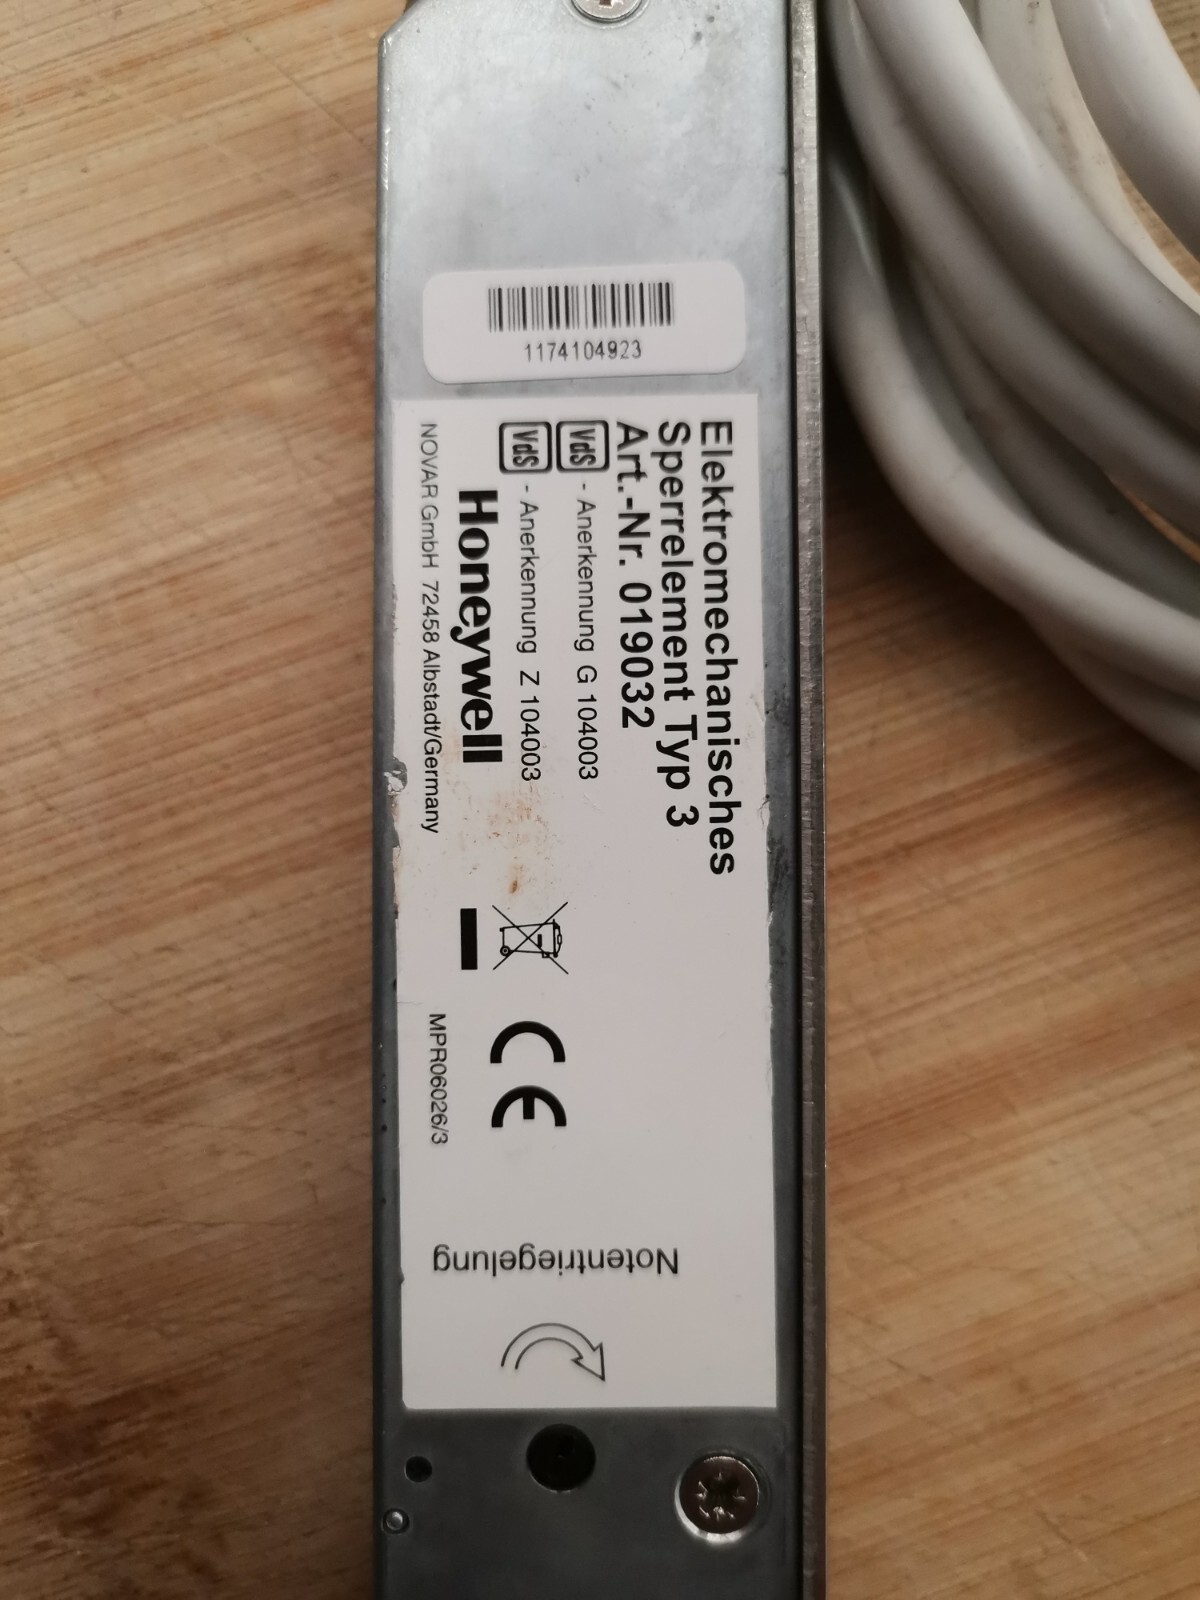 1174104923
Elektromechanisches
Sperrelement Typ 3
Art.-Nr. 019032
VdS - Anerkennung G 104003
VdS - Anerkennung Z 104003
Honeywell
NOVAR GmbH 72458 Albstadt/Germany
CE
MPR06026/3
Notentriegelung